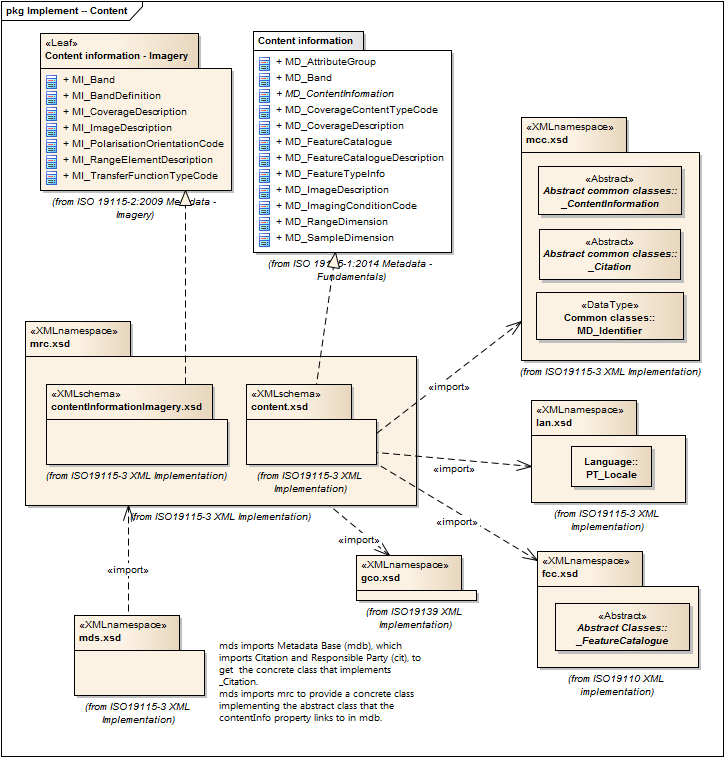 pkg Implement -- Content
«Leaf»
Content information - Imagery
+ MI_Band
+ MI_BandDefinition
+ MI_CoverageDescription
+ MI_ImageDescription
+ MI_PolarisationOrientationCode
+ MI_RangeElementDescription
+ MI_TransferFunctionTypeCode
(from ISO 19115-2:2009 Metadata -
Imagery)
Content information
+ MD_AttributeGroup
+ MD_Band
+ MD_ContentInformation
+ MD_CoverageContentTypeCode
+ MD_CoverageDescription
+ MD_FeatureCatalogue
+ MD_FeatureCatalogueDescription
+ MD_FeatureTypeInfo
+ MD_ImageDescription
+ MD_ImagingConditionCode
+ MD_RangeDimension
+ MD_SampleDimension
(from ISO 19115-1:2014 Metadata -
Fundamentals)
«XMLnamespace»
mcc.xsd
«Abstract»
Abstract common classes::
_ContentInformation
«Abstract»
Abstract common classes::
_Citation
«DataType»
Common classes::
MD_Identifier
(from ISO19115-3 XML Implementation)
«XMLnamespace»
mrc.xsd
«XMLschema»
contentInformationImagery.xsd
(from ISO19115-3 XML Implementation)
«XMLschema»
content.xsd
(from ISO19115-3 XML
Implementation)
(from ISO19115-3 XML Implementation)
«import»
«import»
«import»
«import»
«import»
«XMLnamespace»
lan.xsd
Language::
PT_Locale
(from ISO19115-3 XML
Implementation)
«XMLnamespace»
gco.xsd
(from ISO19139 XML
Implementation)
«XMLnamespace»
fcc.xsd
«Abstract»
Abstract Classes::
_FeatureCatalogue
(from ISO19110 XML
implementation)
«XMLnamespace»
mds.xsd
(from ISO19115-3 XML
Implementation)
mds imports Metadata Base (mdb), which
imports Citation and Responsible Party (cit), to
get the concrete class that implements
_Citation.
mds imports mrc to provide a concrete class
implementing the abstract class that the
contentInfo property links to in mdb.